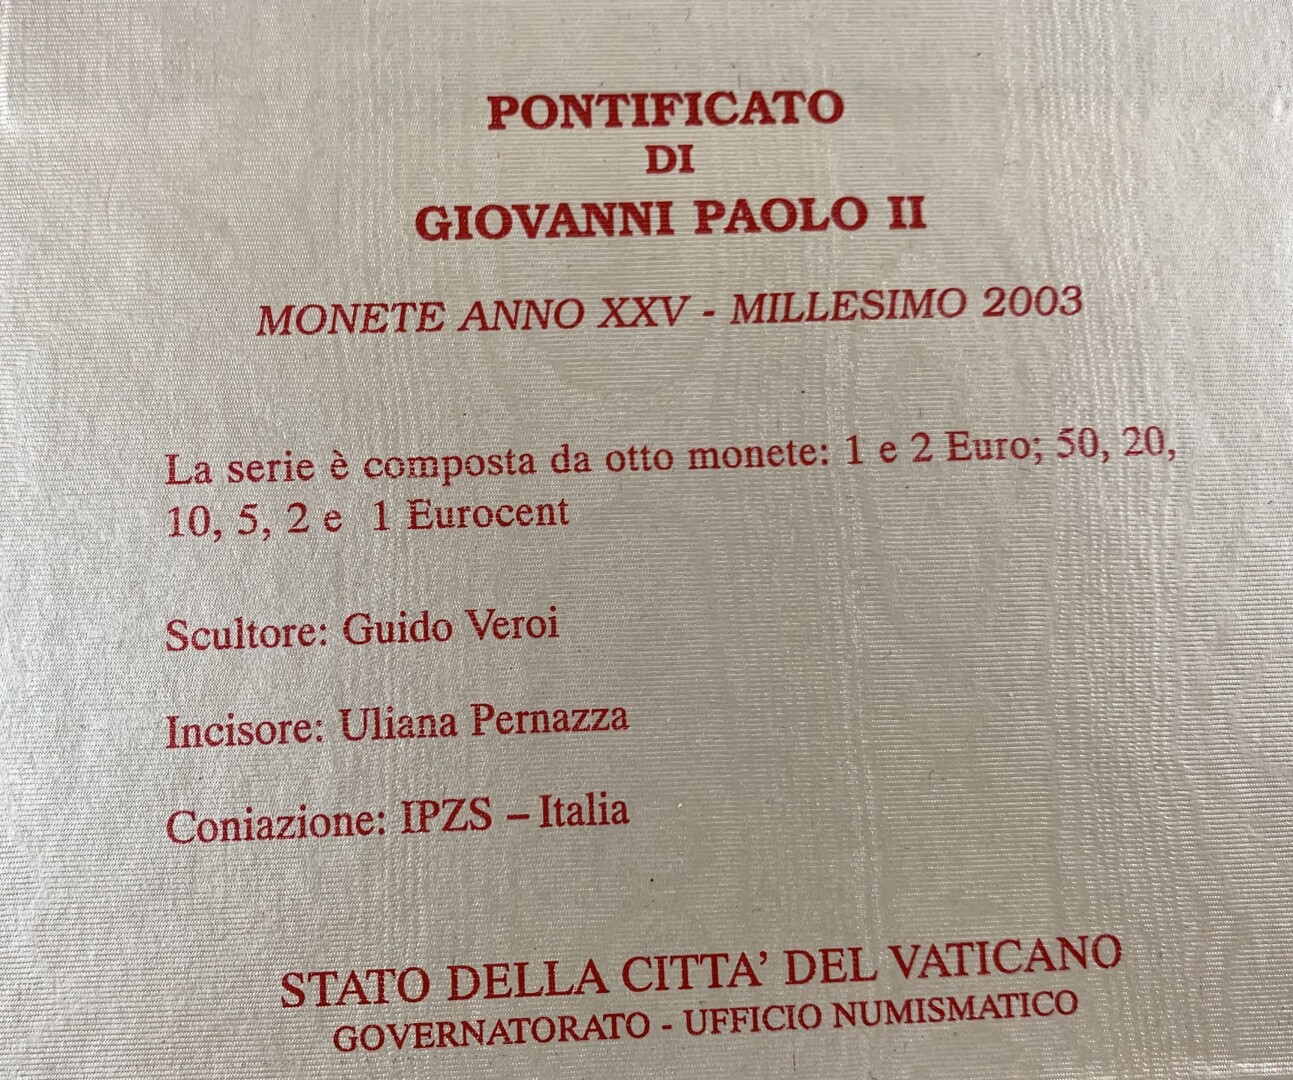 PONTIFICATO
DI
GIOVANNI PAOLO II
MONETE ANNO XXV - MILLESIMO 2003
La serie è composta da otto monete: 1 e 2 Euro; 50, 20,
10, 5, 2 e 1 Eurocent
Scultore: Guido Veroi
Incisore: Uliana Pernazza
Coniazione: IPZS – Italia
STATO DELLA CITTA' DEL VATICANO
GOVERNATORATO - UFFICIO NUMISMATICO